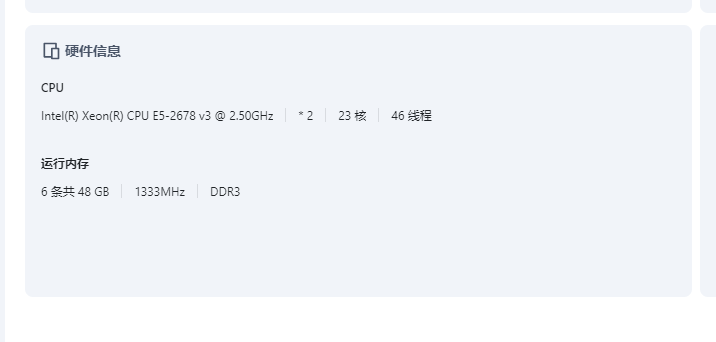 硬件信息
CPU
Intel(R) Xeon(R) CPU E5-2678 v3 @ 2.50GHz * 2 23 核 46 线程
运行内存
6 条共 48 GB 1333MHz DDR3